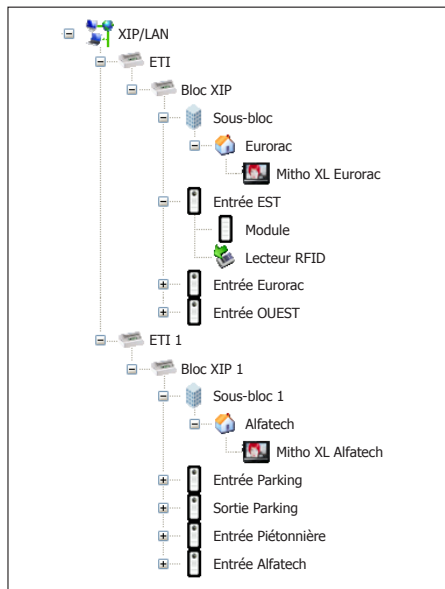 XIP/LAN
ETI
Bloc XIP
Sous-bloc
Eurorac
Mitho XL Eurorac
Entrée EST
Module
Lecteur RFID
Entrée Eurorac
Entrée OUEST
ETI 1
Bloc XIP 1
Sous-bloc 1
Alfatech
Mitho XL Alfatech
Entrée Parking
Sortie Parking
Entrée Piétonnière
Entrée Alfatech